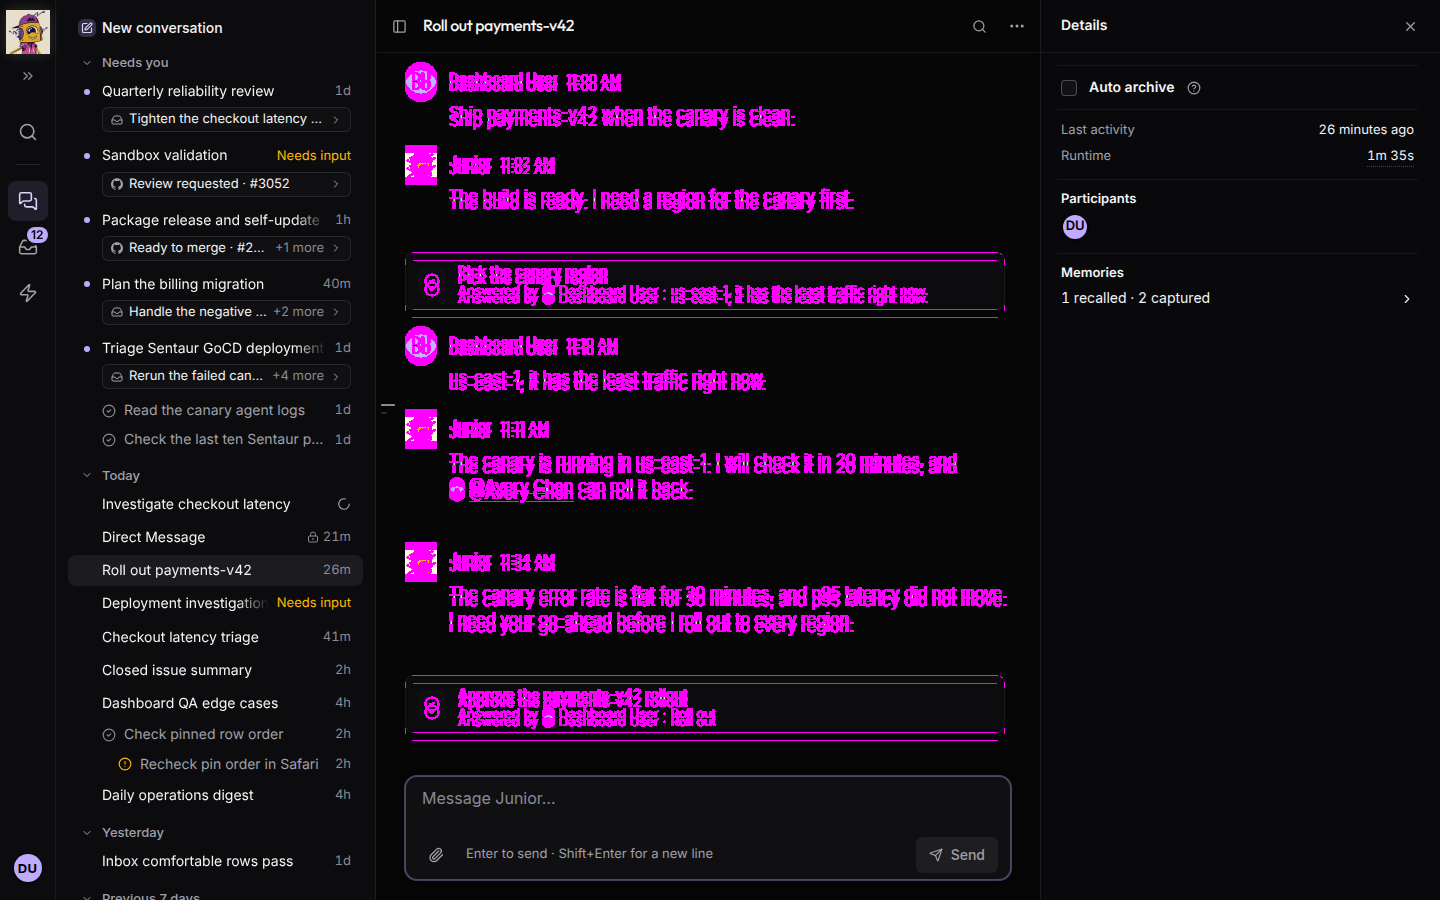 New conversation
Needs you
Quarterly reliability review 1d
Tighten the checkout latency ...
Sandbox validation Needs input
Review requested · #3052
Package release and self-update 1h
Ready to merge · #2... +1 more
Plan the billing migration 40m
Handle the negative ... +2 more
Triage Sentaur GoCD deployment 1d
Rerun the failed can... +4 more
Read the canary agent logs 1d
Check the last ten Sentaur p... 1d
Today
Investigate checkout latency
Direct Message 21m
Roll out payments-v42 26m
Deployment investigation Needs input
Checkout latency triage 41m
Closed issue summary 2h
Dashboard QA edge cases 4h
Check pinned row order 2h
Recheck pin order in Safari 2h
Daily operations digest 4h
Yesterday
Inbox comfortable rows pass 1d
Previous 7 days
12
DU
Roll out payments-v42
Dashboard User AM
Ship payments-v42 when the canary is clean.
Junior AM
The build is ready. I need a region for the canary first.
Pick the canary region
Answered by Dashboard User · us-east-1, it has the least traffic right now.
Dashboard User AM
us-east-1, it has the least traffic right now.
Junior AM
The canary is running in us-east-1. I will check it in 20 minutes, and
@Avery Chen can roll it back.
Junior AM
The canary error rate is flat for 30 minutes, and p95 latency did not move.
I need your go-ahead before I roll out to every region.
Approve the payments-v42 rollout
Answered by Dashboard User · Roll out
Message Junior...
Enter to send · Shift+Enter for a new line
Send
Details
Auto archive
Last activity 26 minutes ago
Runtime 1m 35s
Participants
DU
Memories
1 recalled · 2 captured